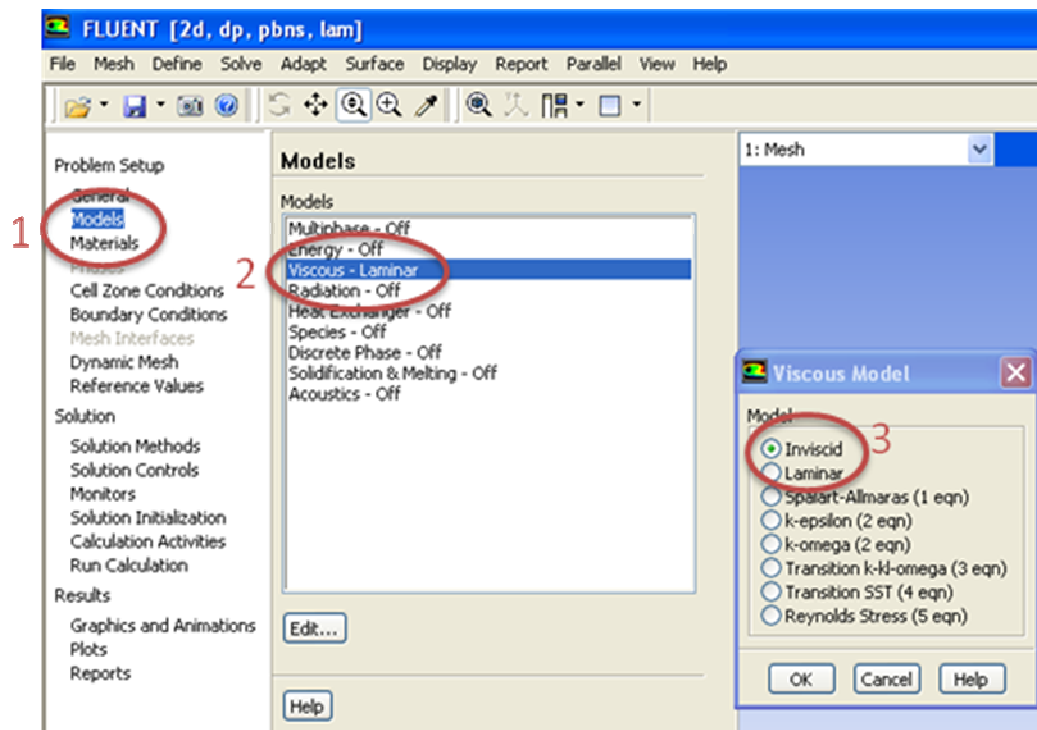 FLUENT [2d, dp, pbns, lam]
File Mesh Define Solve Adapt Surface Display Report Parallel View Help
Problem Setup
General
Models
Materials
Phases
Cell Zone Conditions
Boundary Conditions
Mesh Interfaces
Dynamic Mesh
Reference Values
Solution
Solution Methods
Solution Controls
Monitors
Solution Initialization
Calculation Activities
Run Calculation
Results
Graphics and Animations
Plots
Reports
1
Models
Models
Multiphase - Off
Energy - Off
Viscous - Laminar
Radiation - Off
Heat Exchanger - Off
Species - Off
Discrete Phase - Off
Solidification & Melting - Off
Acoustics - Off
2
Edit...
Help
1: Mesh
Viscous Model
Model
Inviscid
Laminar
Spalart-Allmaras (1 eqn)
k-epsilon (2 eqn)
k-omega (2 eqn)
Transition k-kl-omega (3 eqn)
Transition SST (4 eqn)
Reynolds Stress (5 eqn)
3
OK Cancel Help